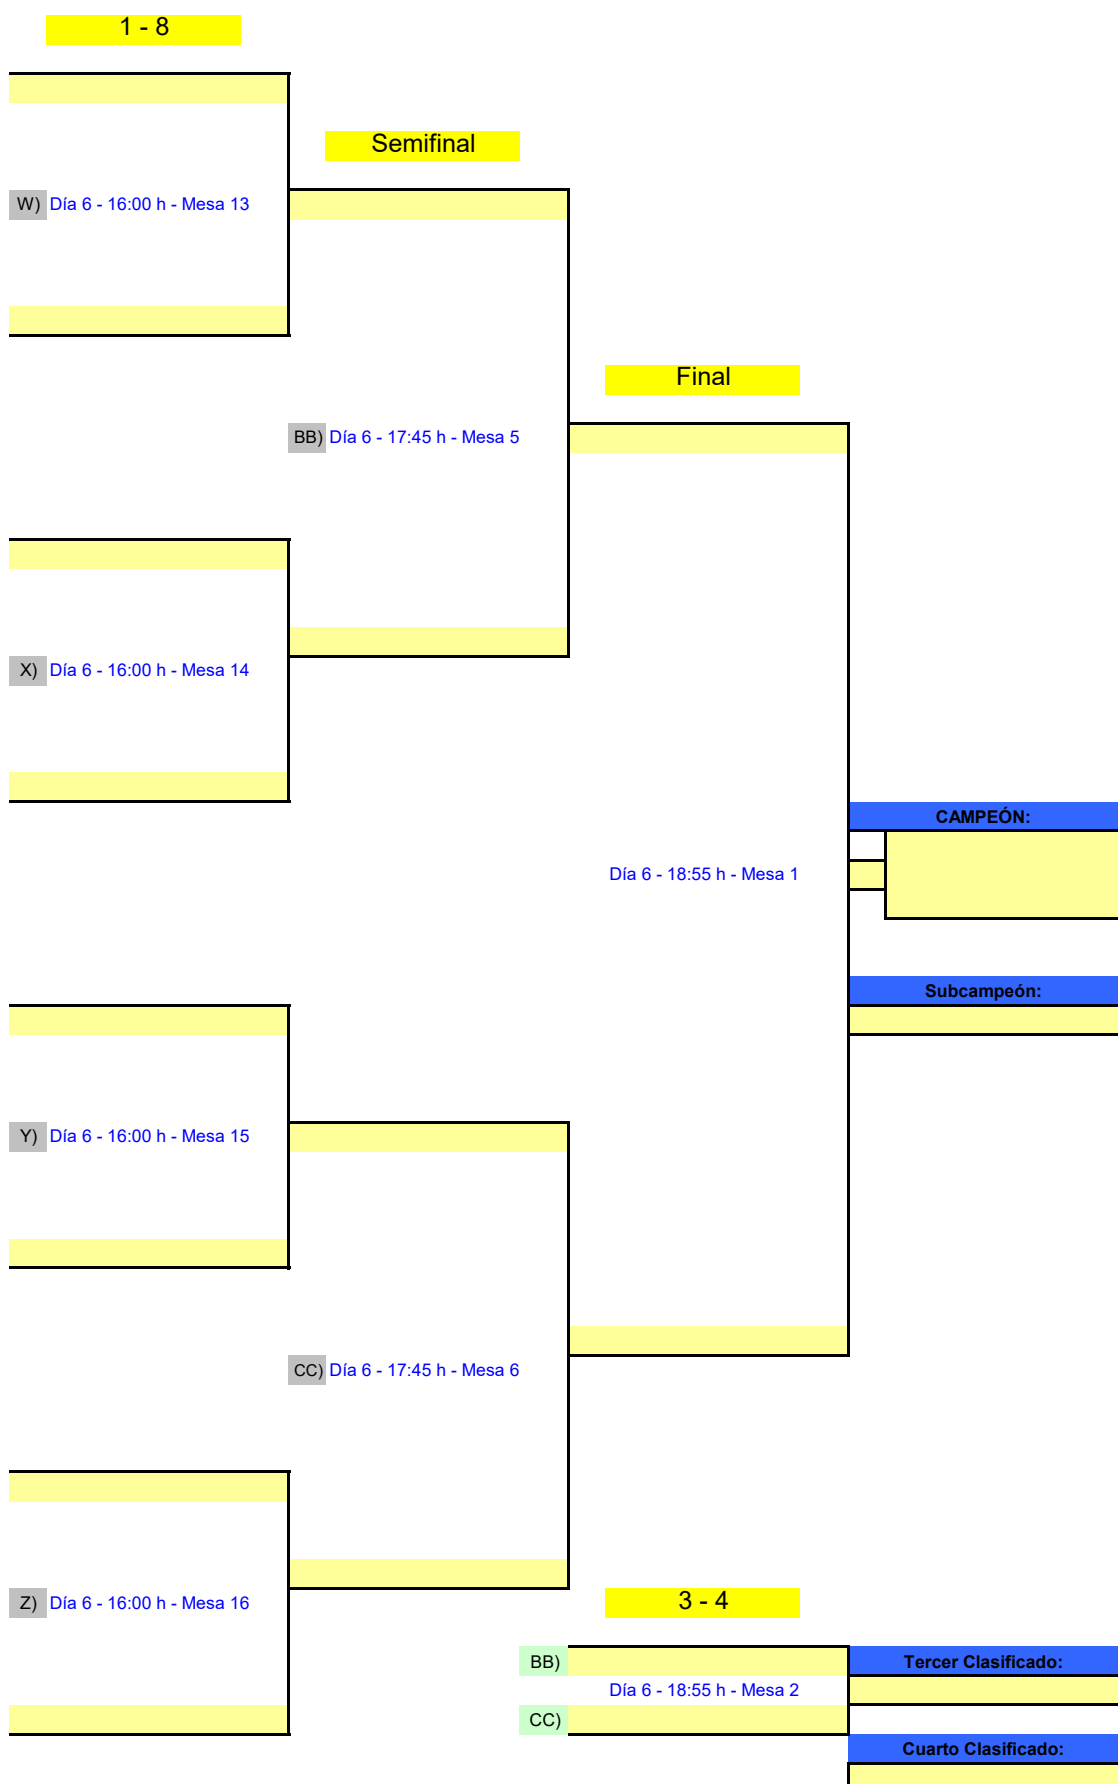 1 - 8
Semifinal
W) Día 6 - 16:00 h - Mesa 13
Final
BB) Día 6 - 17:45 h - Mesa 5
X) Día 6 - 16:00 h - Mesa 14
CAMPEÓN:
Día 6 - 18:55 h - Mesa 1
Subcampeón:
Y) Día 6 - 16:00 h - Mesa 15
CC) Día 6 - 17:45 h - Mesa 6
Z) Día 6 - 16:00 h - Mesa 16
3 - 4
BB)
Tercer Clasificado:
Día 6 - 18:55 h - Mesa 2
CC)
Cuarto Clasificado: